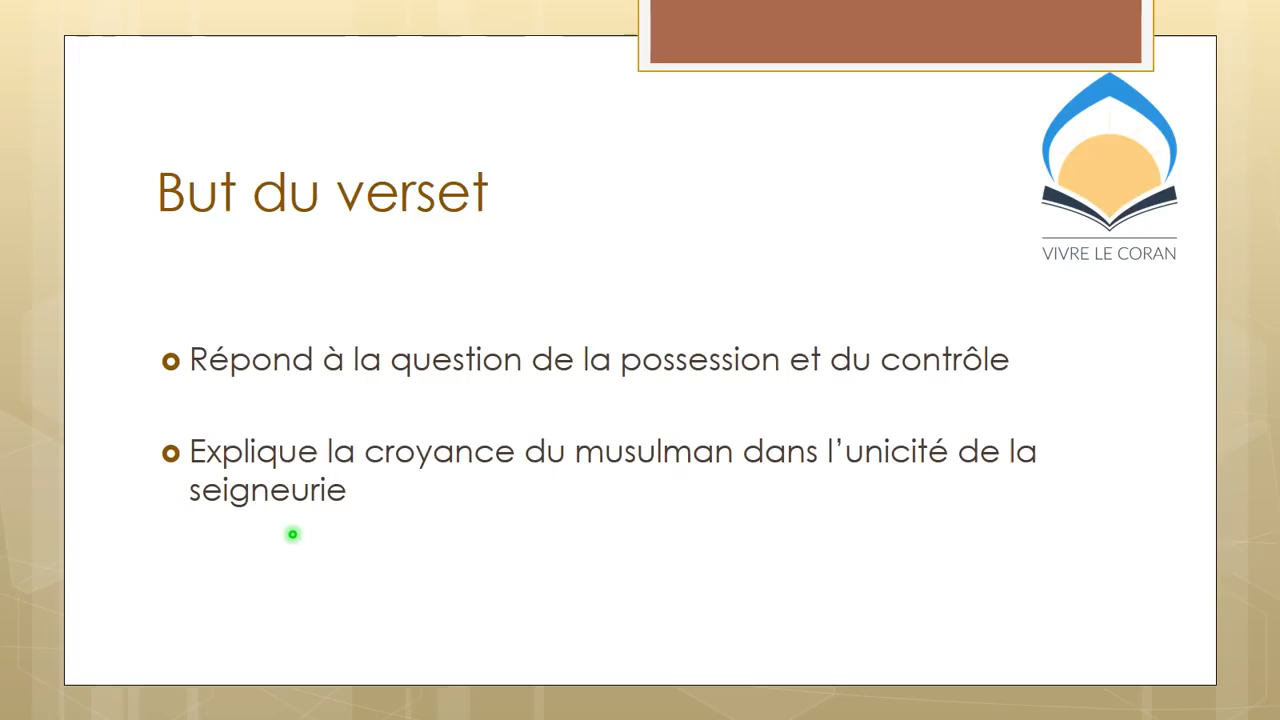 VIVRE LE CORAN
But du verset
Répond à la question de la possession et du contrôle
Explique la croyance du musulman dans l’unicité de la
seigneurie